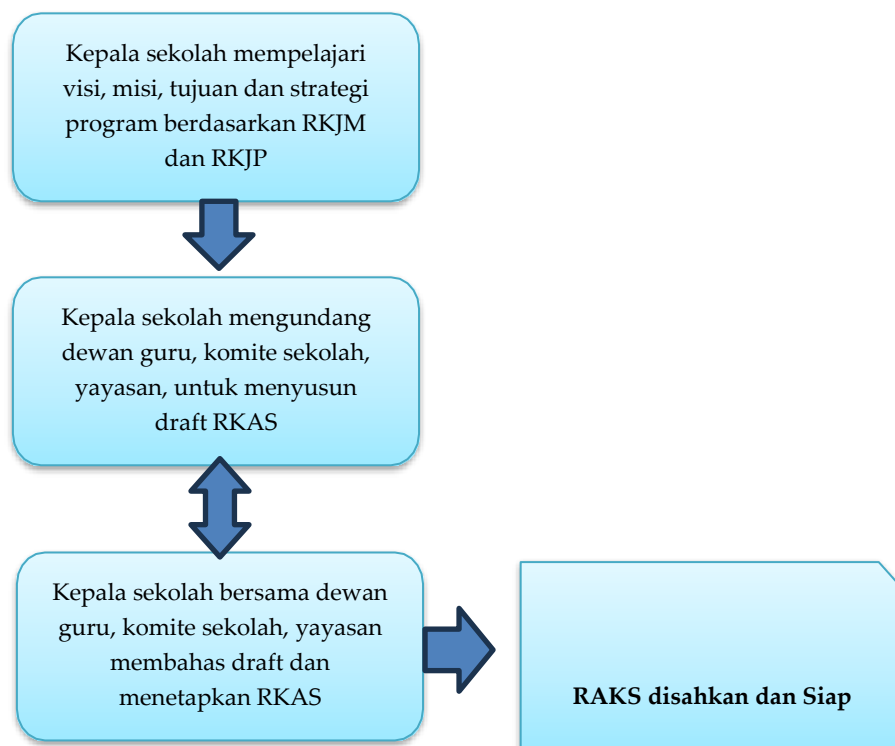 Kepala sekolah mempelajari
visi, misi, tujuan dan strategi
program berdasarkan RKJM
dan RKJP
Kepala sekolah mengundang
dewan guru, komite sekolah,
yayasan, untuk menyusun
draft RKAS
Kepala sekolah bersama dewan
guru, komite sekolah, yayasan
membahas draft dan
menetapkan RKAS
RAKS disahkan dan Siap